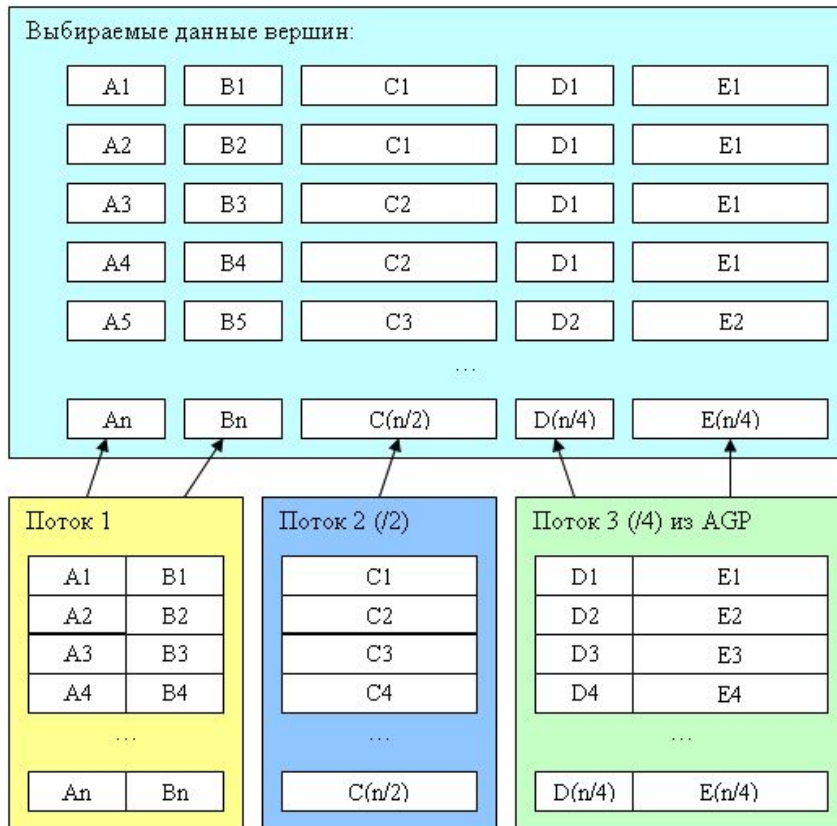 Выбираемые данные вершин:
A1 B1 C1 D1 E1
A2 B2 C1 D1 E1
A3 B3 C2 D1 E1
A4 B4 C2 D1 E1
A5 B5 C3 D2 E2
...
An Bn C(n/2) D(n/4) E(n/4)
Поток 1
A1 B1
A2 B2
A3 B3
A4 B4
...
An Bn
Поток 2 (/2)
C1
C2
C3
C4
...
C(n/2)
Поток 3 (/4) из AGP
D1 E1
D2 E2
D3 E3
D4 E4
...
D(n/4) E(n/4)